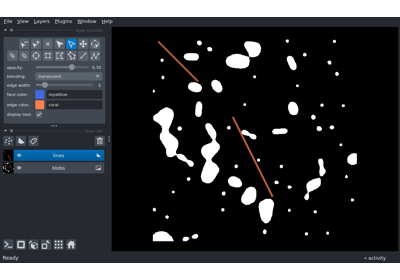 File View Layers Plugins Window Help
opacity: 0.70
blending: translucent
edge width: 5
face color: royalblue
edge color: coral
display text: ✓
lines
blobs
Ready
activity